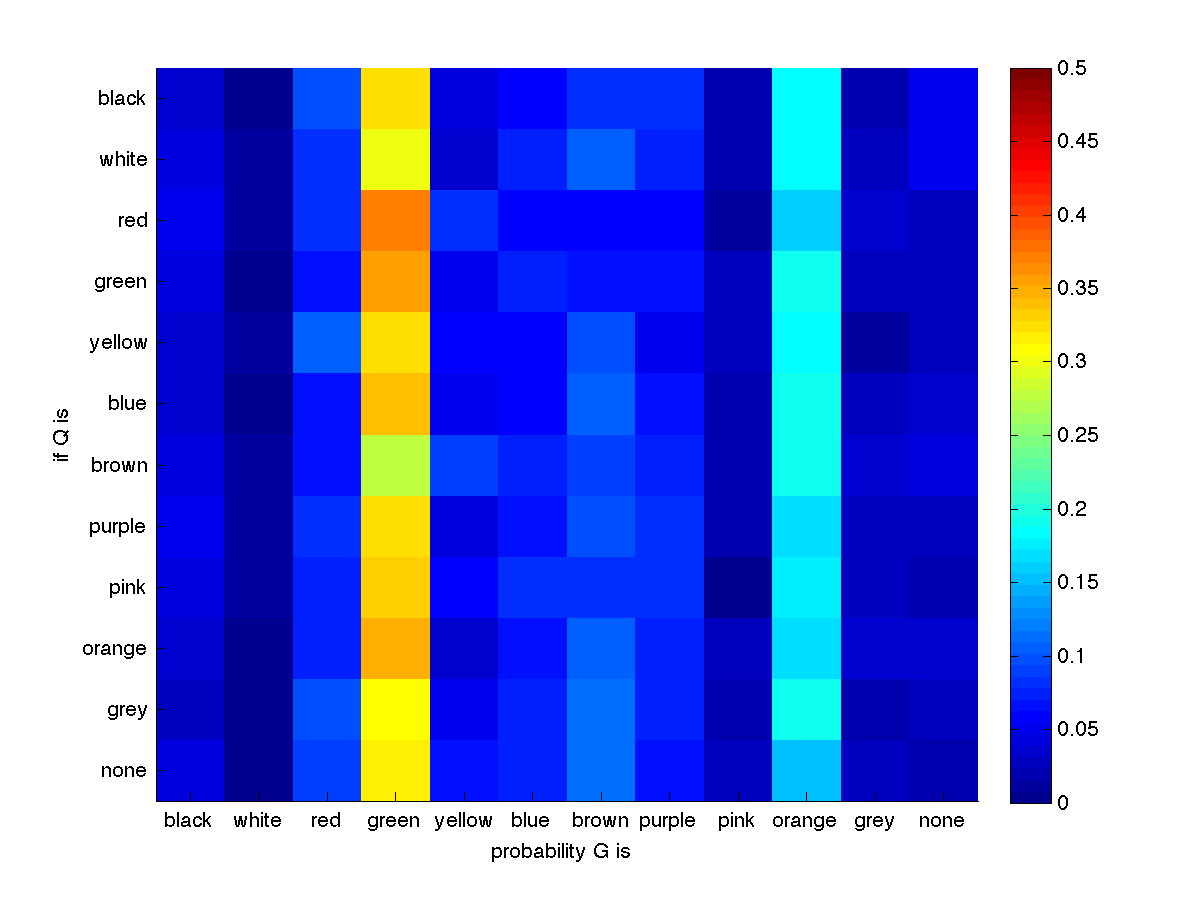 if Q is
black
white
red
green
yellow
blue
brown
purple
pink
orange
grey
none
black white red green yellow blue brown purple pink orange grey none
probability G is
0.5
0.45
0.4
0.35
0.3
0.25
0.2
0.15
0.1
0.05
0